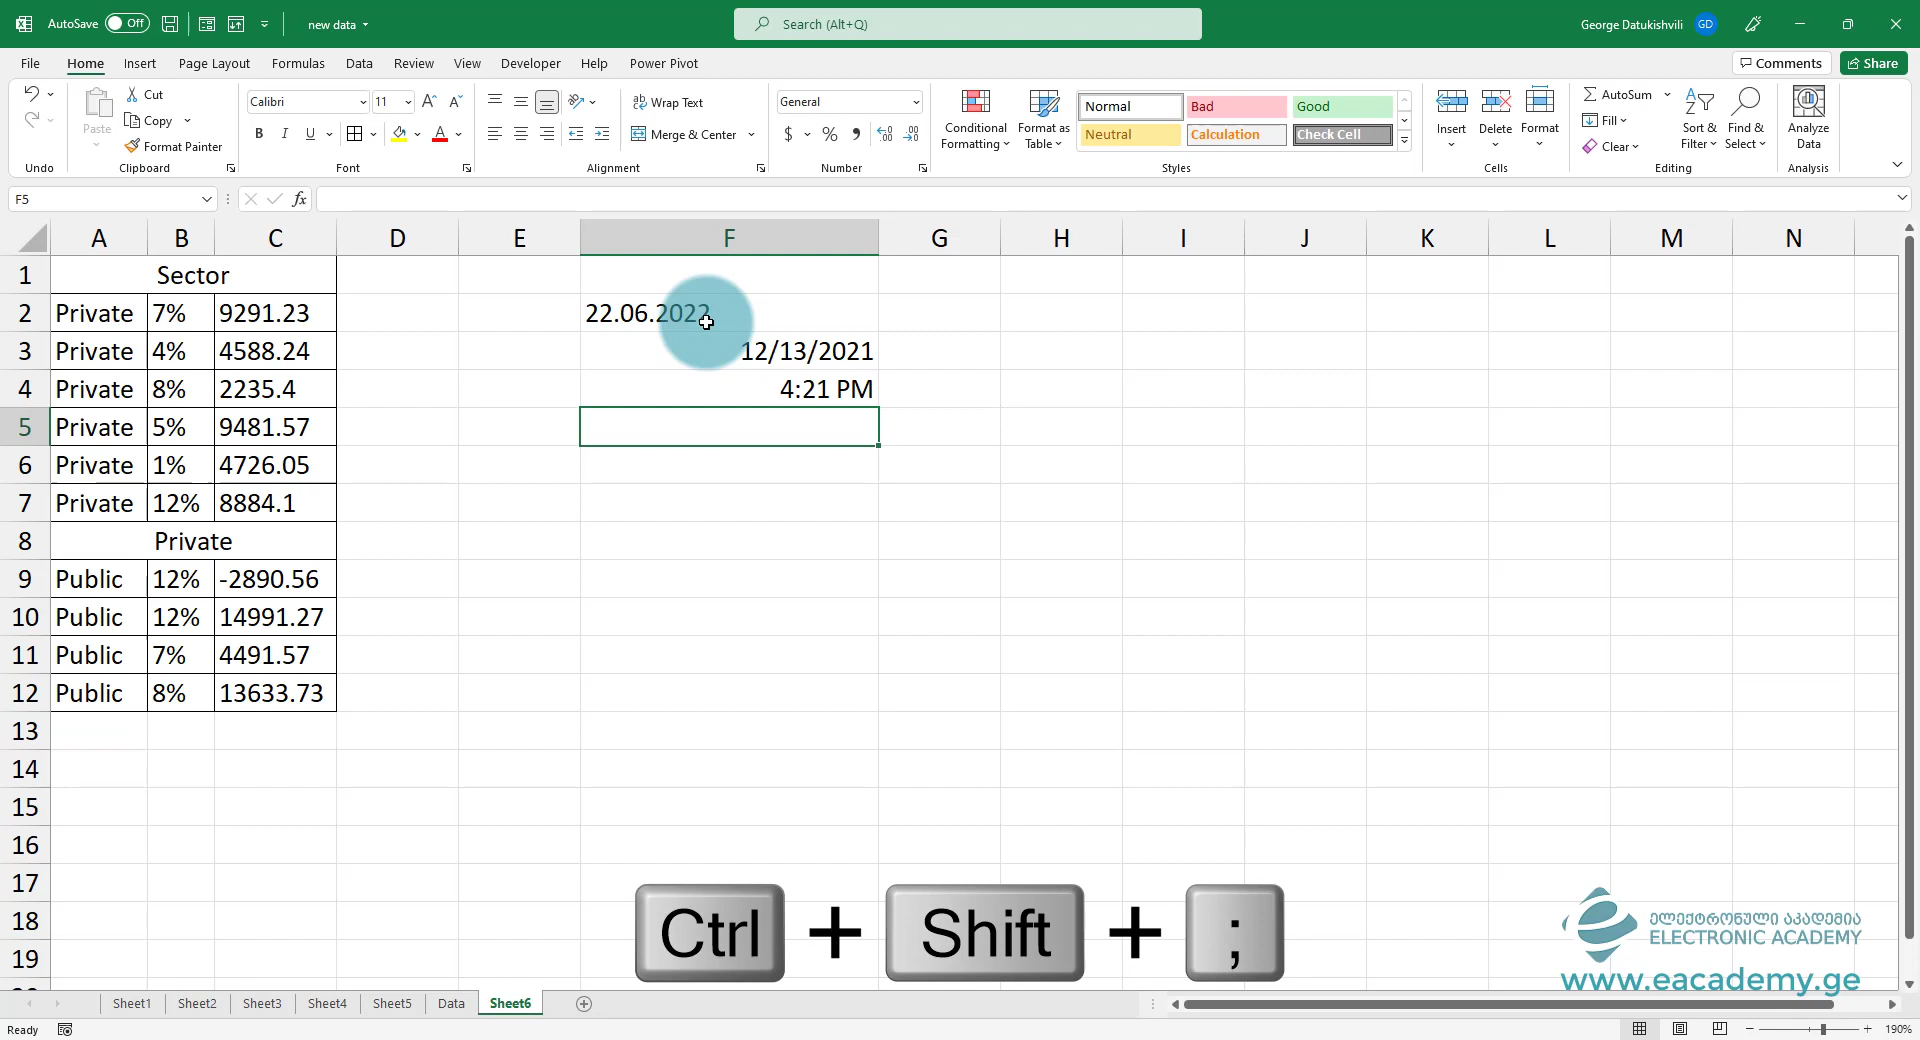 AutoSave Off new data Search (Alt+Q) George Datukishvili GD
File Home Insert Page Layout Formulas Data Review View Developer Help Power Pivot Comments Share
Paste Cut Copy Format Painter
Calibri 11
B I U A
Wrap Text
Merge & Center
General
$ % 9
Conditional Formatting Format as Table
Normal Bad Good
Neutral Calculation Check Cell
Insert Delete Format
AutoSum
Fill
Clear
Sort & Filter Find & Select
Analyze Data
Undo Clipboard Font Alignment Number Styles Cells Editing Analysis
F5 fx
A B C D E F G H I J K L M N
1 Sector
2 Private 7% 9291.23 22.06.2022
3 Private 4% 4588.24 12/13/2021
4 Private 8% 2235.4 4:21 PM
5 Private 5% 9481.57
6 Private 1% 4726.05
7 Private 12% 8884.1
8 Private
9 Public 12% -2890.56
10 Public 12% 14991.27
11 Public 7% 4491.57
12 Public 8% 13633.73
13
14
15
16
17
18
19
Ctrl + Shift + ;
ელექტრონული აკადემია
ELECTRONIC ACADEMY
www.eacademy.ge
Sheet1 Sheet2 Sheet3 Sheet4 Sheet5 Data Sheet6
Ready 190%